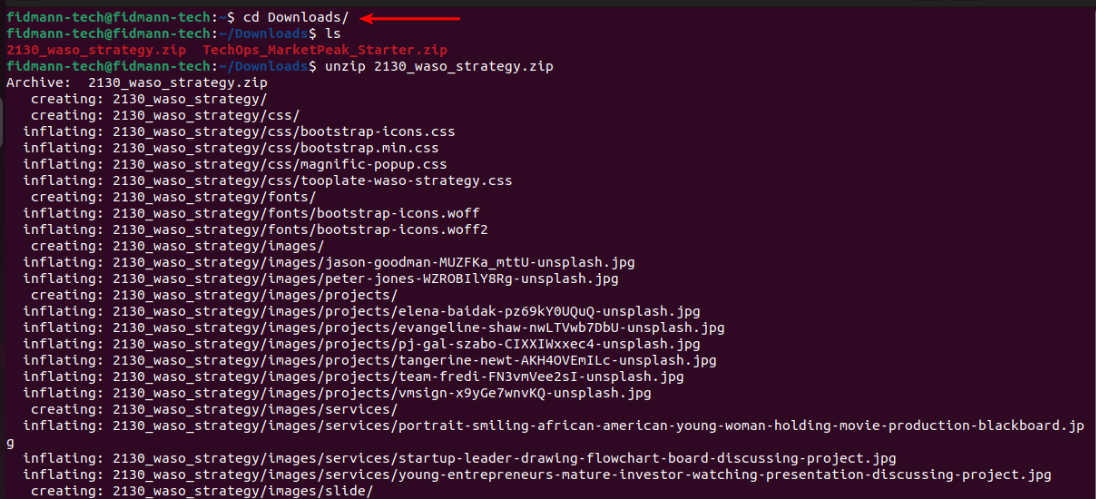 fidmann-tech@fidmann-tech:~$ cd Downloads/
fidmann-tech@fidmann-tech:~/Downloads$ ls
2130_waso_strategy.zip  TechOps_MarketPeak_Starter.zip
fidmann-tech@fidmann-tech:~/Downloads$ unzip 2130_waso_strategy.zip
Archive:  2130_waso_strategy.zip
   creating: 2130_waso_strategy/
   creating: 2130_waso_strategy/css/
  inflating: 2130_waso_strategy/css/bootstrap-icons.css
  inflating: 2130_waso_strategy/css/bootstrap.min.css
  inflating: 2130_waso_strategy/css/magnific-popup.css
  inflating: 2130_waso_strategy/css/tooplate-waso-strategy.css
   creating: 2130_waso_strategy/fonts/
  inflating: 2130_waso_strategy/fonts/bootstrap-icons.woff
  inflating: 2130_waso_strategy/fonts/bootstrap-icons.woff2
   creating: 2130_waso_strategy/images/
  inflating: 2130_waso_strategy/images/jason-goodman-MUZFKa_mttU-unsplash.jpg
  inflating: 2130_waso_strategy/images/peter-jones-WZROBIlY8Rg-unsplash.jpg
   creating: 2130_waso_strategy/images/projects/
  inflating: 2130_waso_strategy/images/projects/elena-baidak-pz69kY0UQuQ-unsplash.jpg
  inflating: 2130_waso_strategy/images/projects/evangeline-shaw-nwLTVwb7DbU-unsplash.jpg
  inflating: 2130_waso_strategy/images/projects/pj-gal-szabo-CIXXIWxxec4-unsplash.jpg
  inflating: 2130_waso_strategy/images/projects/tangerine-newt-AKH4OVEmILc-unsplash.jpg
  inflating: 2130_waso_strategy/images/projects/team-fredi-FN3vmVee2sI-unsplash.jpg
  inflating: 2130_waso_strategy/images/projects/vmsign-x9yGe7wnvKQ-unsplash.jpg
   creating: 2130_waso_strategy/images/services/
  inflating: 2130_waso_strategy/images/services/portrait-smiling-african-american-young-woman-holding-movie-production-blackboard.jp
g
  inflating: 2130_waso_strategy/images/services/startup-leader-drawing-flowchart-board-discussing-project.jpg
  inflating: 2130_waso_strategy/images/services/young-entrepreneurs-mature-investor-watching-presentation-discussing-project.jpg
   creating: 2130_waso_strategy/images/slide/